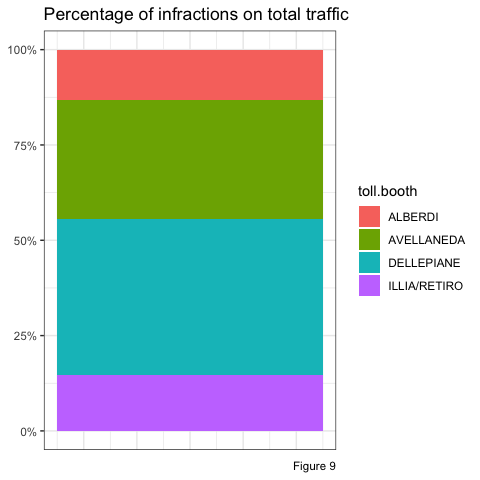 Percentage of infractions on total traffic
100%
75%
50%
25%
0%
toll.booth
ALBERDI
AVELLANEDA
DELLEPIANE
ILLIA/RETIRO
Figure 9